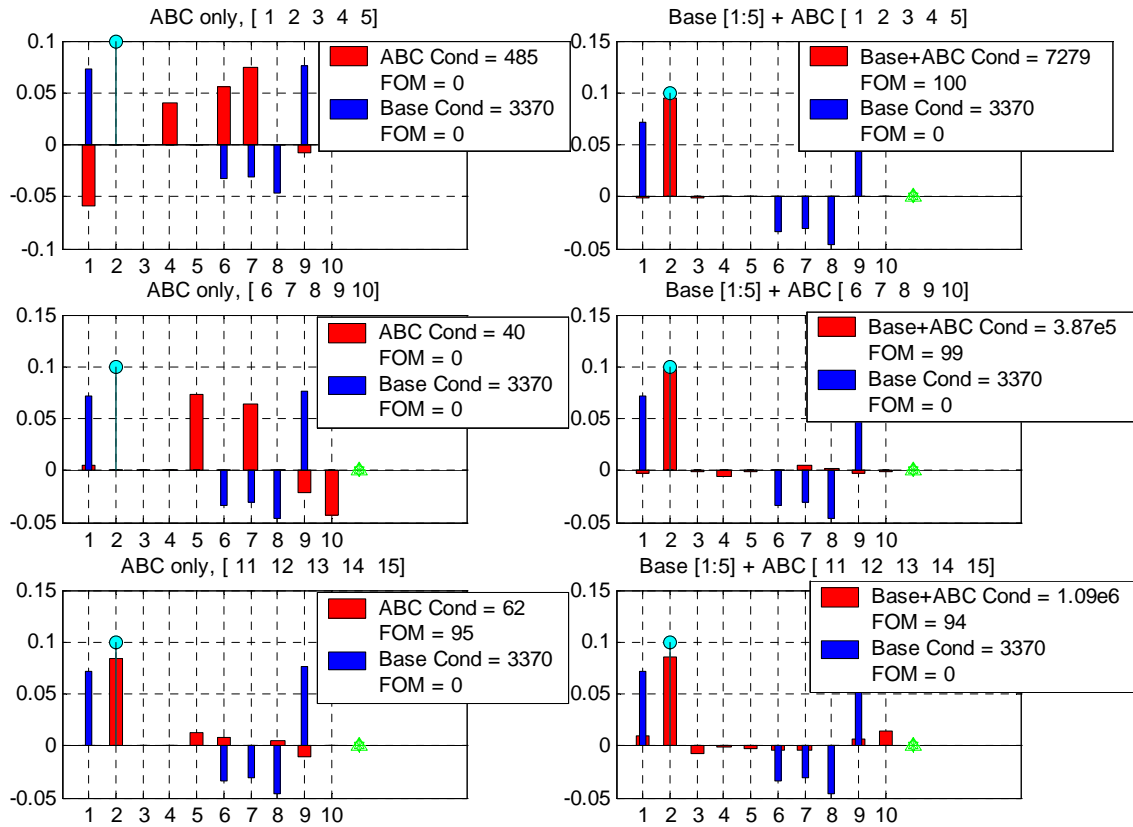 ABC only, [ 1 2 3 4 5]
0.1
0.05
0
-0.05
-0.1
ABC Cond = 485
FOM = 0
Base Cond = 3370
FOM = 0
1 2 3 4 5 6 7 8 9 10
Base [1:5] + ABC [ 1 2 3 4 5]
0.15
0.1
0.05
0
-0.05
Base+ABC Cond = 7279
FOM = 100
Base Cond = 3370
FOM = 0
1 2 3 4 5 6 7 8 9 10
ABC only, [ 6 7 8 9 10]
0.15
0.1
0.05
0
-0.05
ABC Cond = 40
FOM = 0
Base Cond = 3370
FOM = 0
1 2 3 4 5 6 7 8 9 10
Base [1:5] + ABC [ 6 7 8 9 10]
0.15
0.1
0.05
0
-0.05
Base+ABC Cond = 3.87e5
FOM = 99
Base Cond = 3370
FOM = 0
1 2 3 4 5 6 7 8 9 10
ABC only, [ 11 12 13 14 15]
0.15
0.1
0.05
0
-0.05
ABC Cond = 62
FOM = 95
Base Cond = 3370
FOM = 0
1 2 3 4 5 6 7 8 9 10
Base [1:5] + ABC [ 11 12 13 14 15]
0.15
0.1
0.05
0
-0.05
Base+ABC Cond = 1.09e6
FOM = 94
Base Cond = 3370
FOM = 0
1 2 3 4 5 6 7 8 9 10